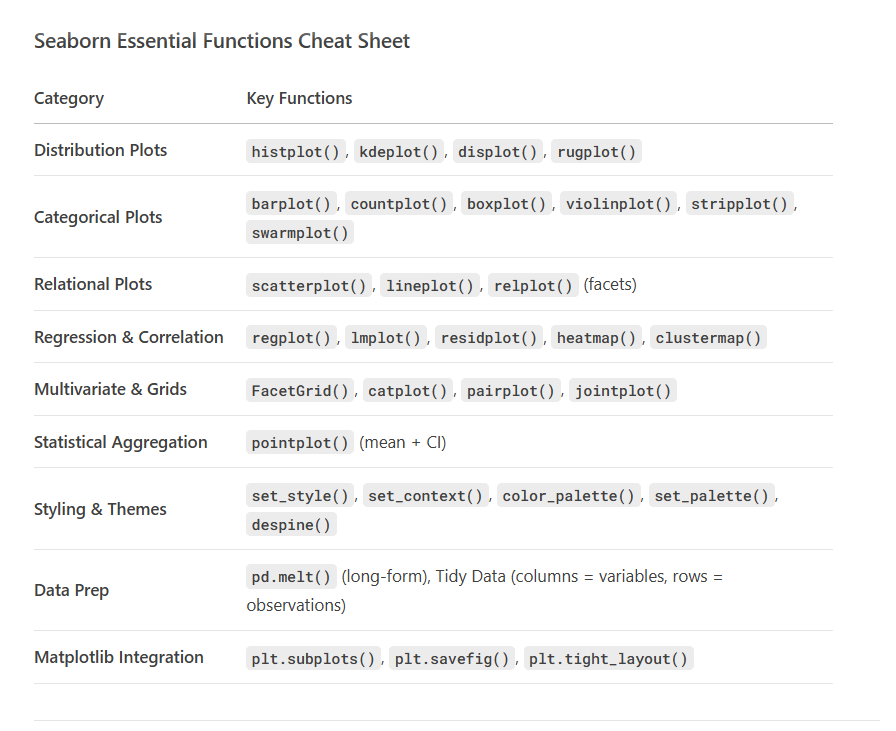 Seaborn Essential Functions Cheat Sheet
Category Key Functions
Distribution Plots histplot(), kdeplot(), displot(), rugplot()
Categorical Plots barplot(), countplot(), boxplot(), violinplot(), stripplot(),
swarmplot()
Relational Plots scatterplot(), lineplot(), relplot() (facets)
Regression & Correlation regplot(), lmplot(), residplot(), heatmap(), clustermap()
Multivariate & Grids FacetGrid(), catplot(), pairplot(), jointplot()
Statistical Aggregation pointplot() (mean + CI)
Styling & Themes set_style(), set_context(), color_palette(), set_palette(),
despine()
Data Prep pd.melt() (long-form), Tidy Data (columns = variables, rows =
observations)
Matplotlib Integration plt.subplots(), plt.savefig(), plt.tight_layout()